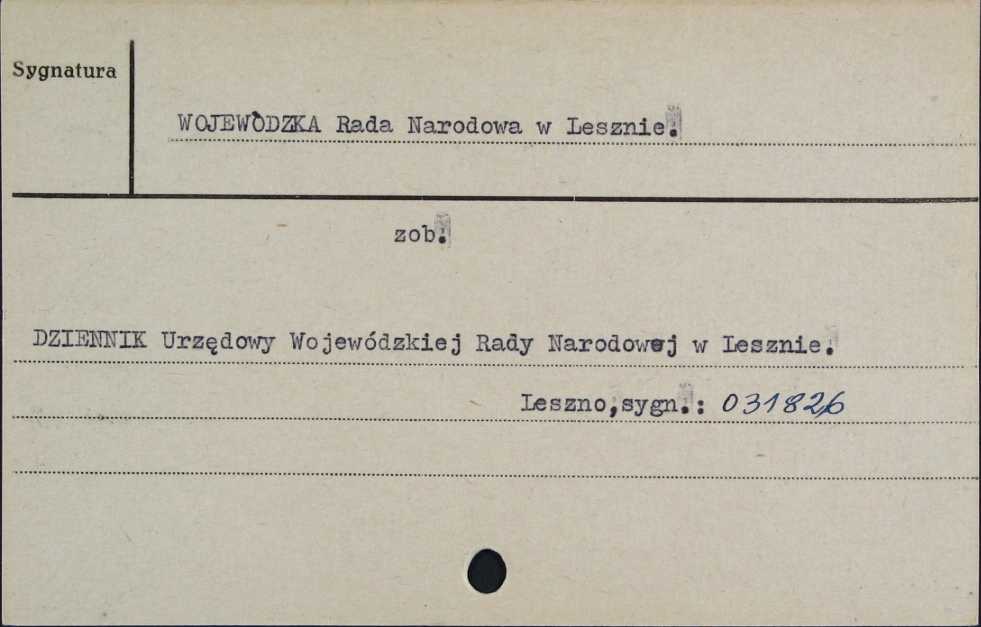 Sygnatura
WOJEWÓDZKA Rada Narodowa w Lesznie.
zob.
DZIENNIK Urzędowy Wojewódzkiej Rady Narodowej w Lesznie.
Leszno,sygn.: 031826